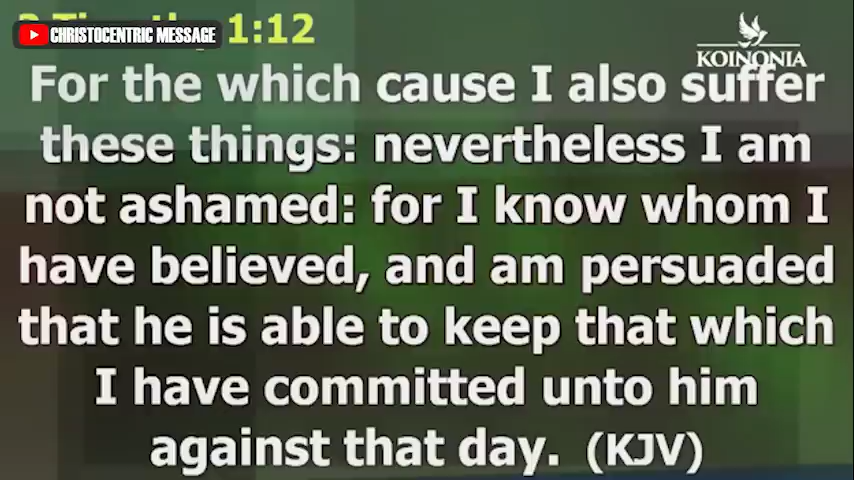 1:12
CHRISTOCENTRIC MESSAGE
KOINONIA
For the which cause I also suffer
these things: nevertheless I am
not ashamed: for I know whom I
have believed, and am persuaded
that he is able to keep that which
I have committed unto him
against that day. (KJV)